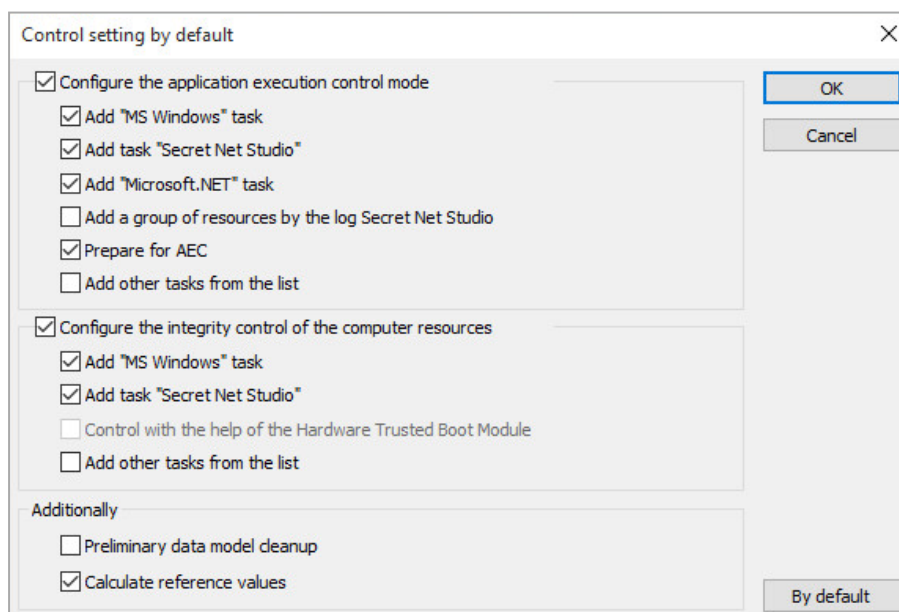 Control setting by default
Configure the application execution control mode
OK
Add "MS Windows" task
Cancel
Add task "Secret Net Studio"
Add "Microsoft.NET" task
Add a group of resources by the log Secret Net Studio
Prepare for AEC
Add other tasks from the list
Configure the integrity control of the computer resources
Add "MS Windows" task
Add task "Secret Net Studio"
Control with the help of the Hardware Trusted Boot Module
Add other tasks from the list
Additionally
Preliminary data model cleanup
Calculate reference values
By default